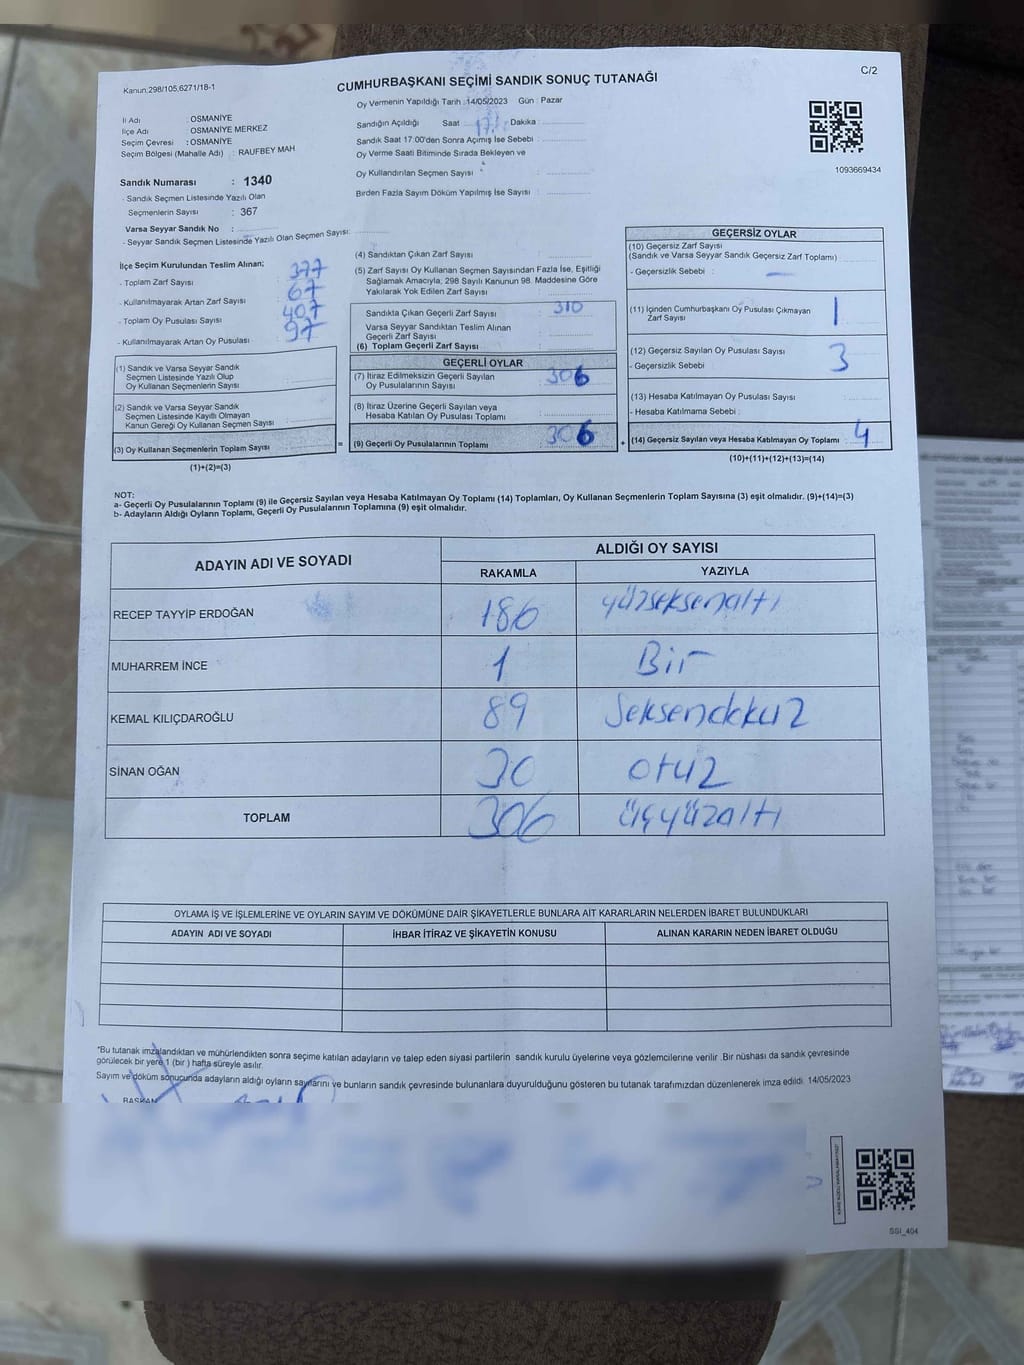 Kanun:298/105,6271/18-1
CUMHURBAŞKANI SEÇİMİ SANDIK SONUÇ TUTANAĞI
C/2
Oy Vermenin Yapıldığı Tarih :14/05/2023 Gün : Pazar
İl Adı : OSMANİYE
İlçe Adı : OSMANİYE MERKEZ
Seçim Çevresi : OSMANİYE
Seçim Bölgesi (Mahalle Adı) : RAUFBEY MAH
Sandığın Açıldığı Saat 17 Dakika :
Sandık Saat 17:00'den Sonra Açımış İse Sebebi :
Oy Verme Saati Bitiminde Sırada Bekleyen ve
Oy Kullandırılan Seçmen Sayısı :
Birden Fazla Sayım Döküm Yapılmış İse Sayısı :
1093669434
Sandık Numarası : 1340
- Sandık Seçmen Listesinde Yazılı Olan
Seçmenlerin Sayısı : 367
Varsa Seyyar Sandık No :
- Seyyar Sandık Seçmen Listesinde Yazılı Olan Seçmen Sayısı:
İlçe Seçim Kurulundan Teslim Alınan;
- Toplam Zarf Sayısı : 377
- Kullanılmayarak Artan Zarf Sayısı : 67
- Toplam Oy Pusulası Sayısı : 407
- Kullanılmayarak Artan Oy Pusulası : 97
(1) Sandık ve Varsa Seyyar Sandık
Seçmen Listesinde Yazılı Olup
Oy Kullanan Seçmenlerin Sayısı :
(2) Sandık ve Varsa Seyyar Sandık
Seçmen Listesinde Kayıtlı Olmayan
Kanun Gereği Oy Kullanan Seçmen Sayısı :
(3) Oy Kullanan Seçmenlerin Toplam Sayısı :
(1)+(2)=(3)
(4) Sandıktan Çıkan Zarf Sayısı :
(5) Zarf Sayısı Oy Kullanan Seçmen Sayısından Fazla İse, Eşitliği
Sağlamak Amacıyla, 298 Sayılı Kanunun 98. Maddesine Göre
Yakılarak Yok Edilen Zarf Sayısı :
Sandıkta Çıkan Geçerli Zarf Sayısı : 310
Varsa Seyyar Sandıktan Teslim Alınan
Geçerli Zarf Sayısı :
(6) Toplam Geçerli Zarf Sayısı :
GEÇERLİ OYLAR
(7) İtiraz Edilmeksizin Geçerli Sayılan
Oy Pusulalarının Sayısı : 306
(8) İtiraz Üzerine Geçerli Sayılan veya
Hesaba Katılan Oy Pusulası Toplamı :
= (9) Geçerli Oy Pusulalarının Toplamı : 306 +
GEÇERSİZ OYLAR
(10) Geçersiz Zarf Sayısı
(Sandık ve Varsa Seyyar Sandık Geçersiz Zarf Toplamı) :
- Geçersizlik Sebebi : —
(11) İçinden Cumhurbaşkanı Oy Pusulası Çıkmayan
Zarf Sayısı : 1
(12) Geçersiz Sayılan Oy Pusulası Sayısı : 3
- Geçersizlik Sebebi :
(13) Hesaba Katılmayan Oy Pusulası Sayısı :
- Hesaba Katılmama Sebebi :
(14) Geçersiz Sayılan veya Hesaba Katılmayan Oy Toplamı : 4
(10)+(11)+(12)+(13)=(14)
NOT:
a- Geçerli Oy Pusulalarının Toplamı (9) ile Geçersiz Sayılan veya Hesaba Katılmayan Oy Toplamı (14) Toplamları, Oy Kullanan Seçmenlerin Toplam Sayısına (3) eşit olmalıdır. (9)+(14)=(3)
b- Adayların Aldığı Oyların Toplamı, Geçerli Oy Pusulalarının Toplamına (9) eşit olmalıdır.
ADAYIN ADI VE SOYADI ALDIĞI OY SAYISI
RAKAMLA YAZIYLA
RECEP TAYYİP ERDOĞAN 186 yüzseksenaltı
MUHARREM İNCE 1 Bir
KEMAL KILIÇDAROĞLU 89 Seksendokuz
SİNAN OĞAN 30 otuz
TOPLAM 306 üçyüzaltı
OYLAMA İŞ VE İŞLEMLERİNE VE OYLARIN SAYIM VE DÖKÜMÜNE DAİR ŞİKAYETLERLE BUNLARA AİT KARARLARIN NELERDEN İBARET BULUNDUKLARI
ADAYIN ADI VE SOYADI İHBAR İTİRAZ VE ŞİKAYETİN KONUSU ALINAN KARARIN NEDEN İBARET OLDUĞU
*Bu tutanak imzalandıktan ve mühürlendikten sonra seçime katılan adayların ve talep eden siyasi partilerin sandık kurulu üyelerine veya gözlemcilerine verilir .Bir nüshası da sandık çevresinde
görülecek bir yere 1 (bir ) hafta süreyle asılır.
Sayım ve döküm sonucunda adayların aldığı oyların sayılarını ve bunların sandık çevresinde bulunanlara duyurulduğunu gösteren bu tutanak tarafımızdan düzenlenerek imza edildi. 14/05/2023
BAŞKAN
SSI_404